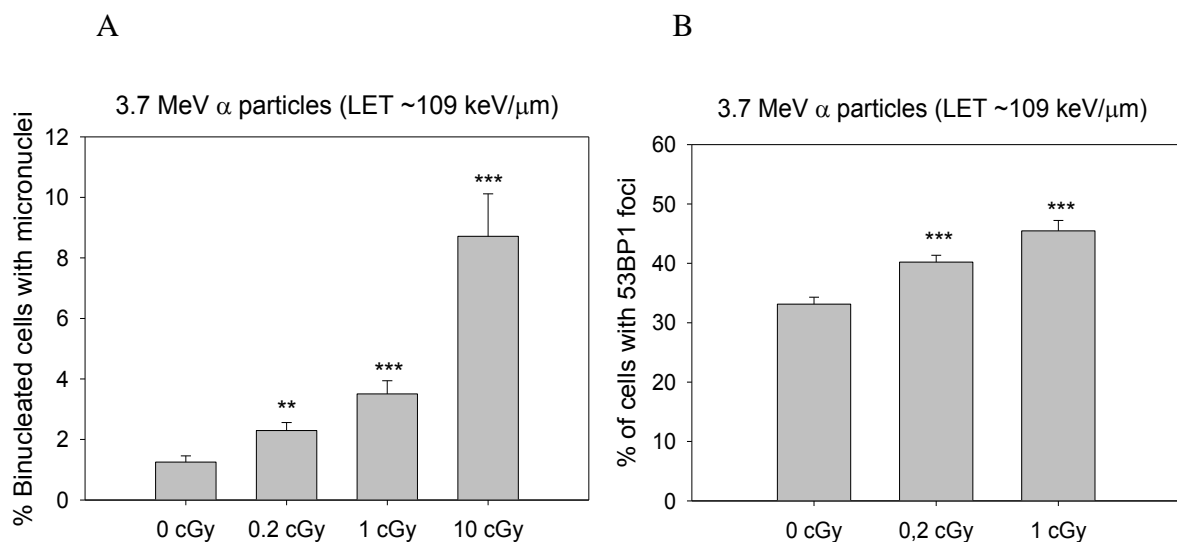 A
3.7 MeV α particles (LET ~109 keV/μm)
% Binucleated cells with micronuclei
12
10
8
6
4
2
0
**
***
***
0 cGy
0.2 cGy
1 cGy
10 cGy
B
3.7 MeV α particles (LET ~109 keV/μm)
% of cells with 53BP1 foci
60
50
40
30
20
10
0
***
***
0 cGy
0,2 cGy
1 cGy